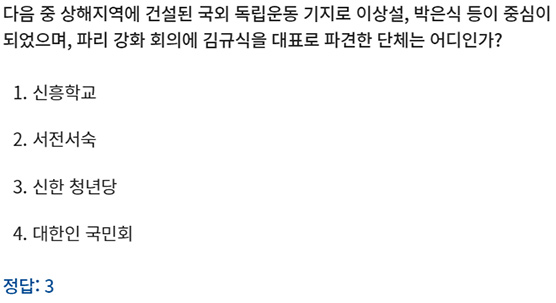 다음 중 상해지역에 건설된 국외 독립운동 기지로 이상설, 박은식 등이 중심이
되었으며, 파리 강화 회의에 김규식을 대표로 파견한 단체는 어디인가?
1. 신흥학교
2. 서전서숙
3. 신한 청년당
4. 대한인 국민회
정답: 3